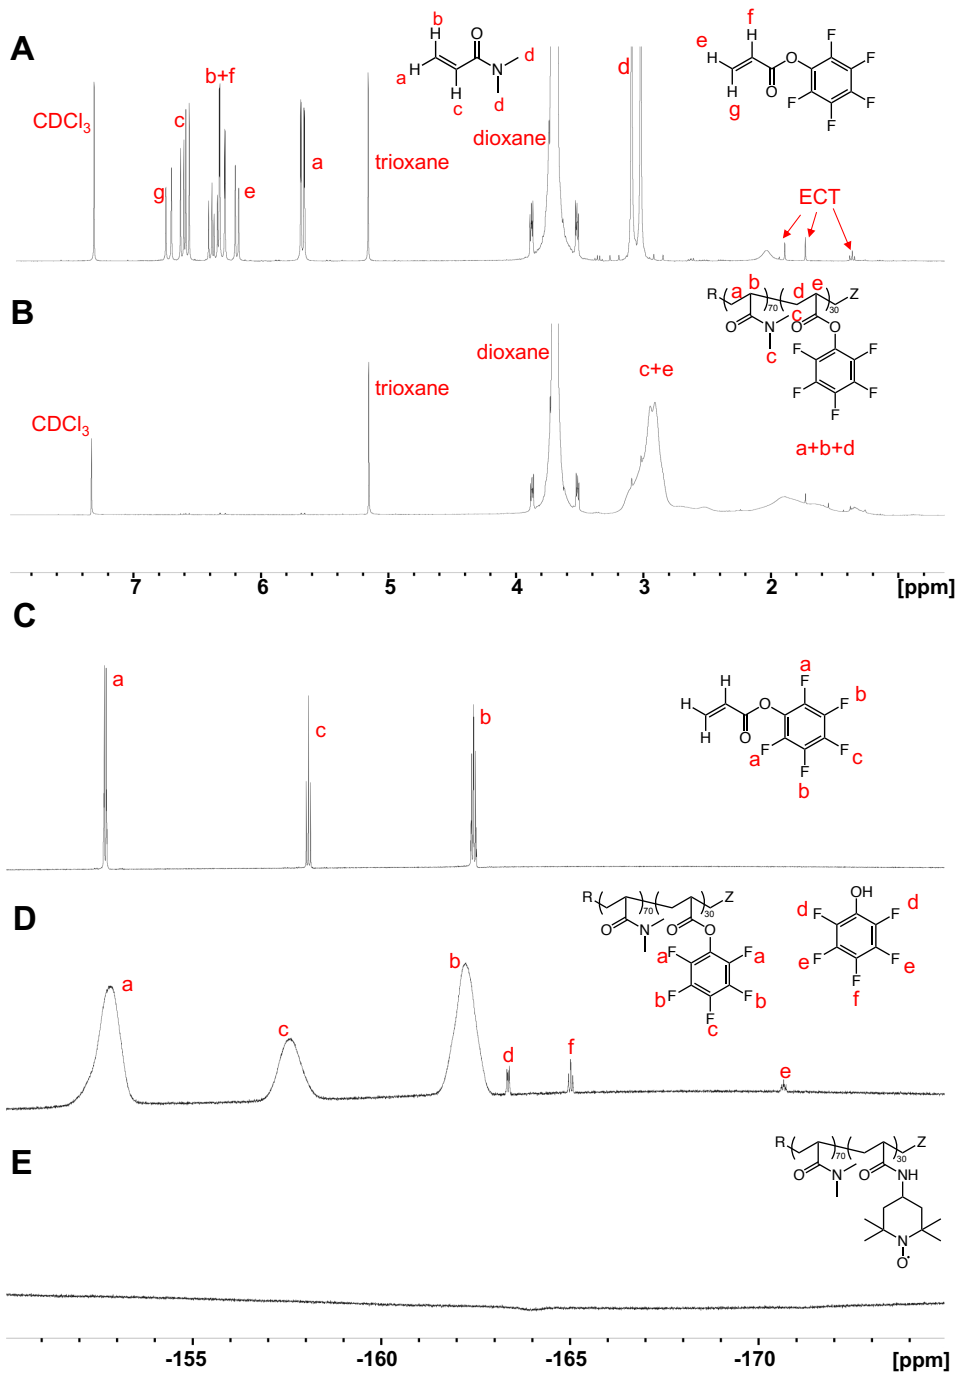 A
CDCl3
g
c
b+f
e
a
trioxane
dioxane
d
ECT
b
H
O
a
H
N
d
H
c
d
f
H
e
H
O
F
F
H
g
O
F
F
F
B
CDCl3
trioxane
dioxane
c+e
a+b+d
R
a
b
70
d
e
30
Z
O
N
c
O
O
c
F
F
F
F
F
7
6
5
4
3
2
[ppm]
C
a
c
b
H
H
H
O
O
a
F
F
b
a
F
F
c
F
b
D
a
c
b
d
f
e
R
70
30
Z
O
N
O
O
a
F
F
a
b
F
F
b
F
c
OH
d
F
F
d
e
F
F
e
F
f
E
R
70
30
Z
O
N
O
NH
N
O•
-155
-160
-165
-170
[ppm]